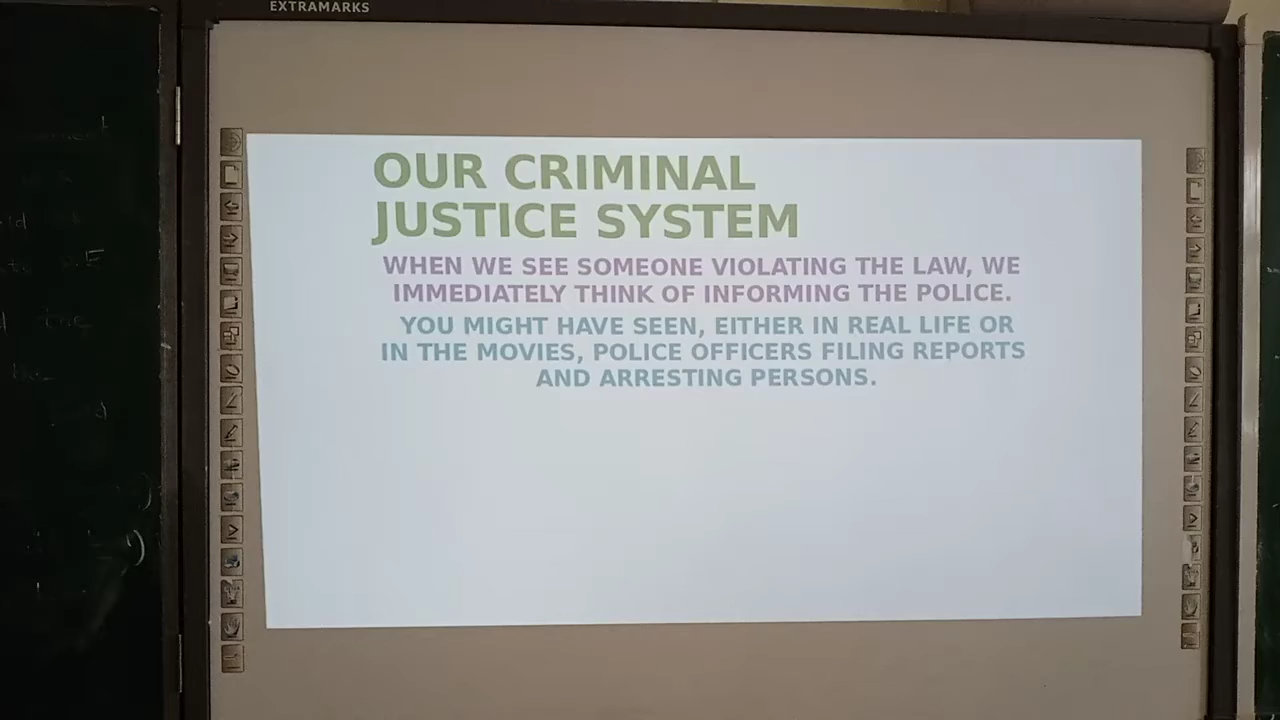 EXTRAMARKS
OUR CRIMINAL
JUSTICE SYSTEM
WHEN WE SEE SOMEONE VIOLATING THE LAW, WE
IMMEDIATELY THINK OF INFORMING THE POLICE.
YOU MIGHT HAVE SEEN, EITHER IN REAL LIFE OR
IN THE MOVIES, POLICE OFFICERS FILING REPORTS
AND ARRESTING PERSONS.